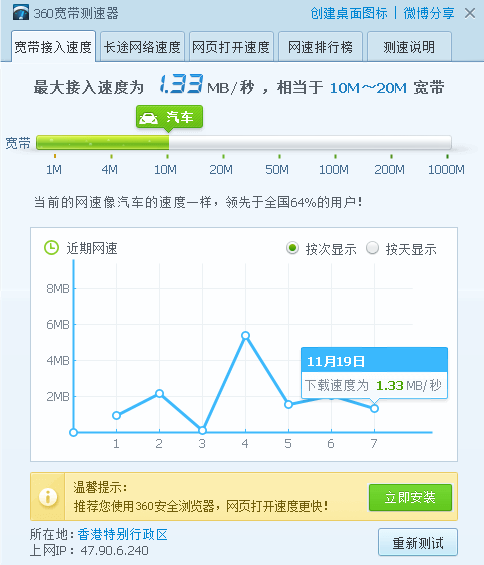 360宽带测速器
创建桌面图标 | 微博分享
宽带接入速度 长途网络速度 网页打开速度 网速排行榜 测速说明
最大接入速度为 1.33 MB/秒 ，相当于 10M～20M 宽带
汽车
宽带
1M 4M 10M 20M 50M 100M 200M 1000M
当前的网速像汽车的速度一样，领先于全国64%的用户！
近期网速 按次显示 按天显示
8MB
6MB
4MB
2MB
11月19日
下载速度为 1.33 MB/秒
1 2 3 4 5 6 7
温馨提示：
推荐您使用360安全浏览器，网页打开速度更快！
立即安装
所在地：香港特别行政区
上网IP：47.90.6.240
重新测试